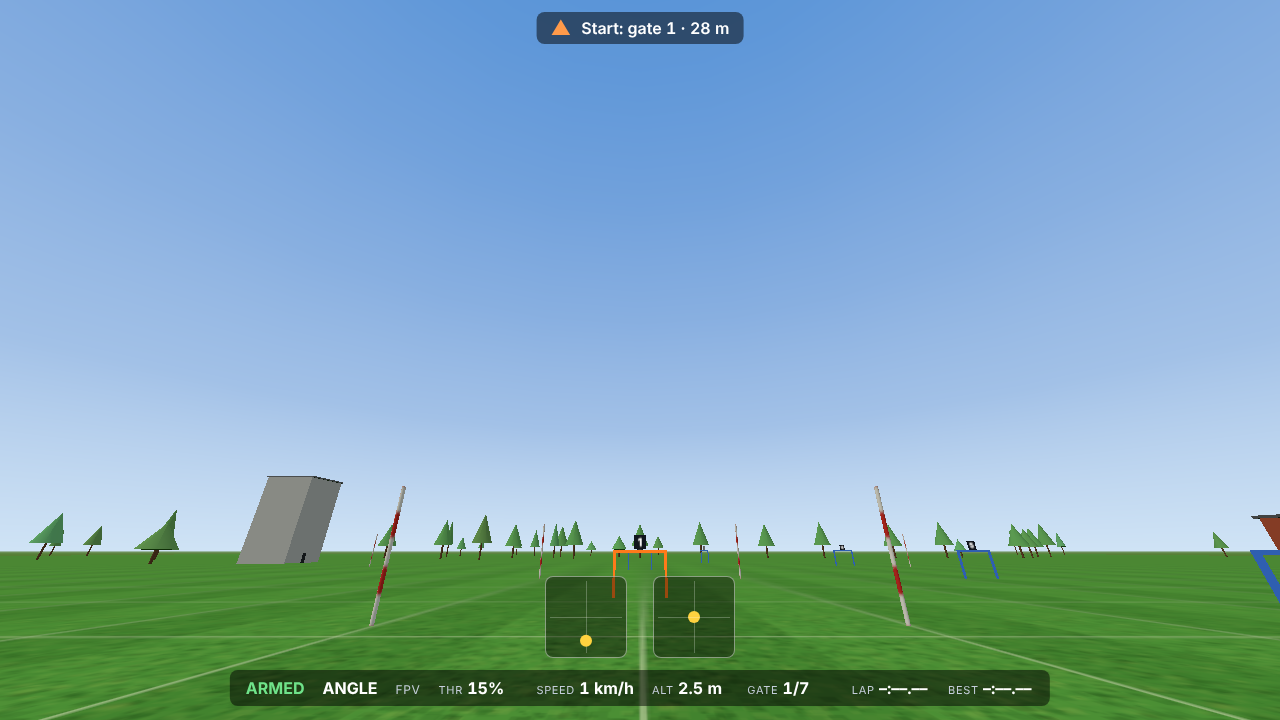 Start: gate 1 · 28 m
1
ARMED ANGLE FPV THR 15% SPEED 1 km/h ALT 2.5 m GATE 1/7 LAP –:––.–– BEST –:––.––